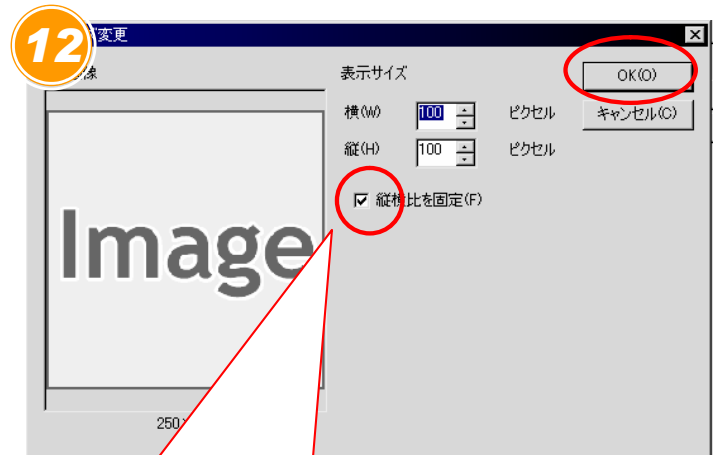 12
変更
像
表示サイズ
OK(O)
横(W) 100 ピクセル
キャンセル(C)
縦(H) 100 ピクセル
縦横比を固定(F)
Image
250